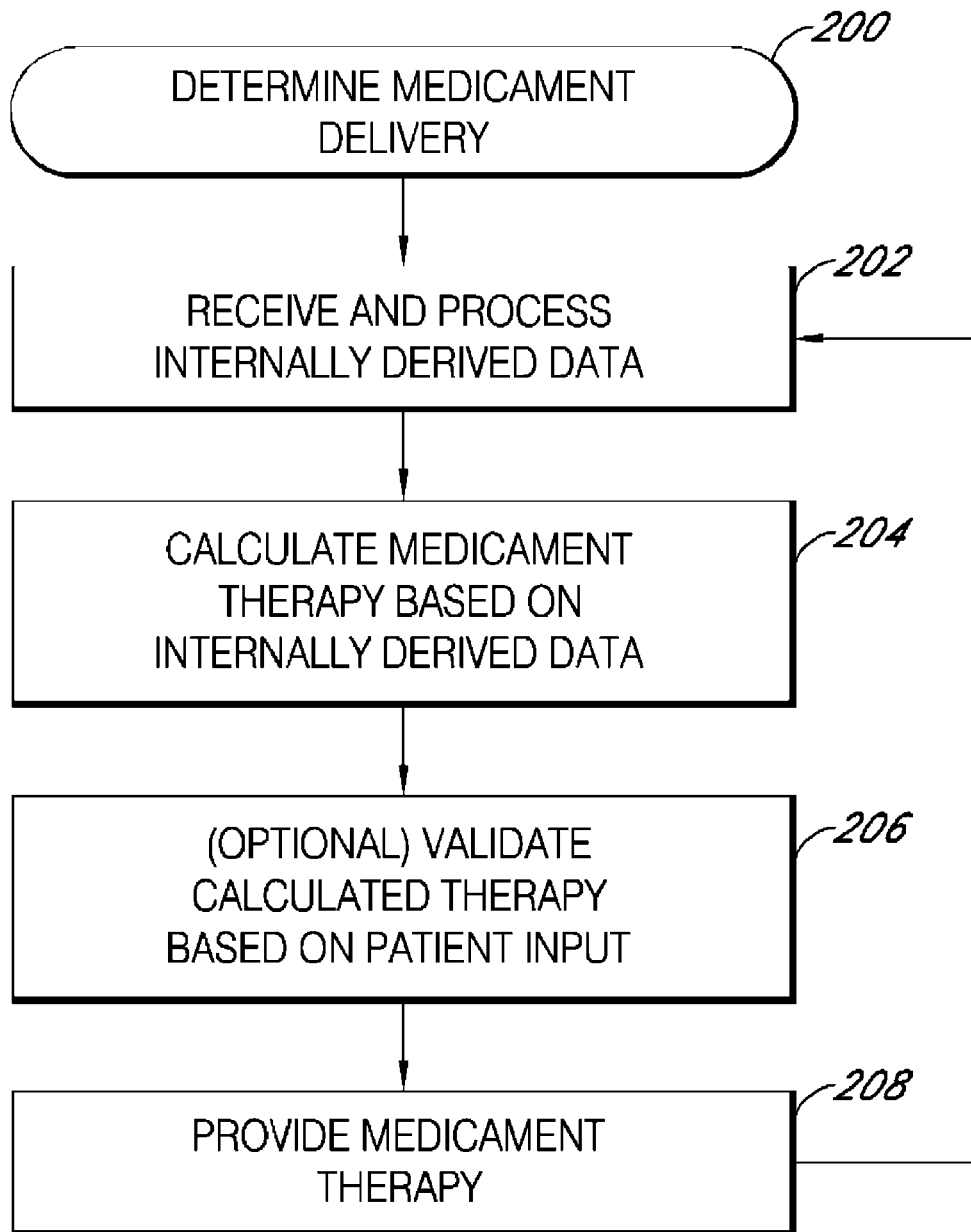 200
DETERMINE MEDICAMENT
DELIVERY
202
RECEIVE AND PROCESS
INTERNALLY DERIVED DATA
204
CALCULATE MEDICAMENT
THERAPY BASED ON
INTERNALLY DERIVED DATA
206
(OPTIONAL) VALIDATE
CALCULATED THERAPY
BASED ON PATIENT INPUT
208
PROVIDE MEDICAMENT
THERAPY